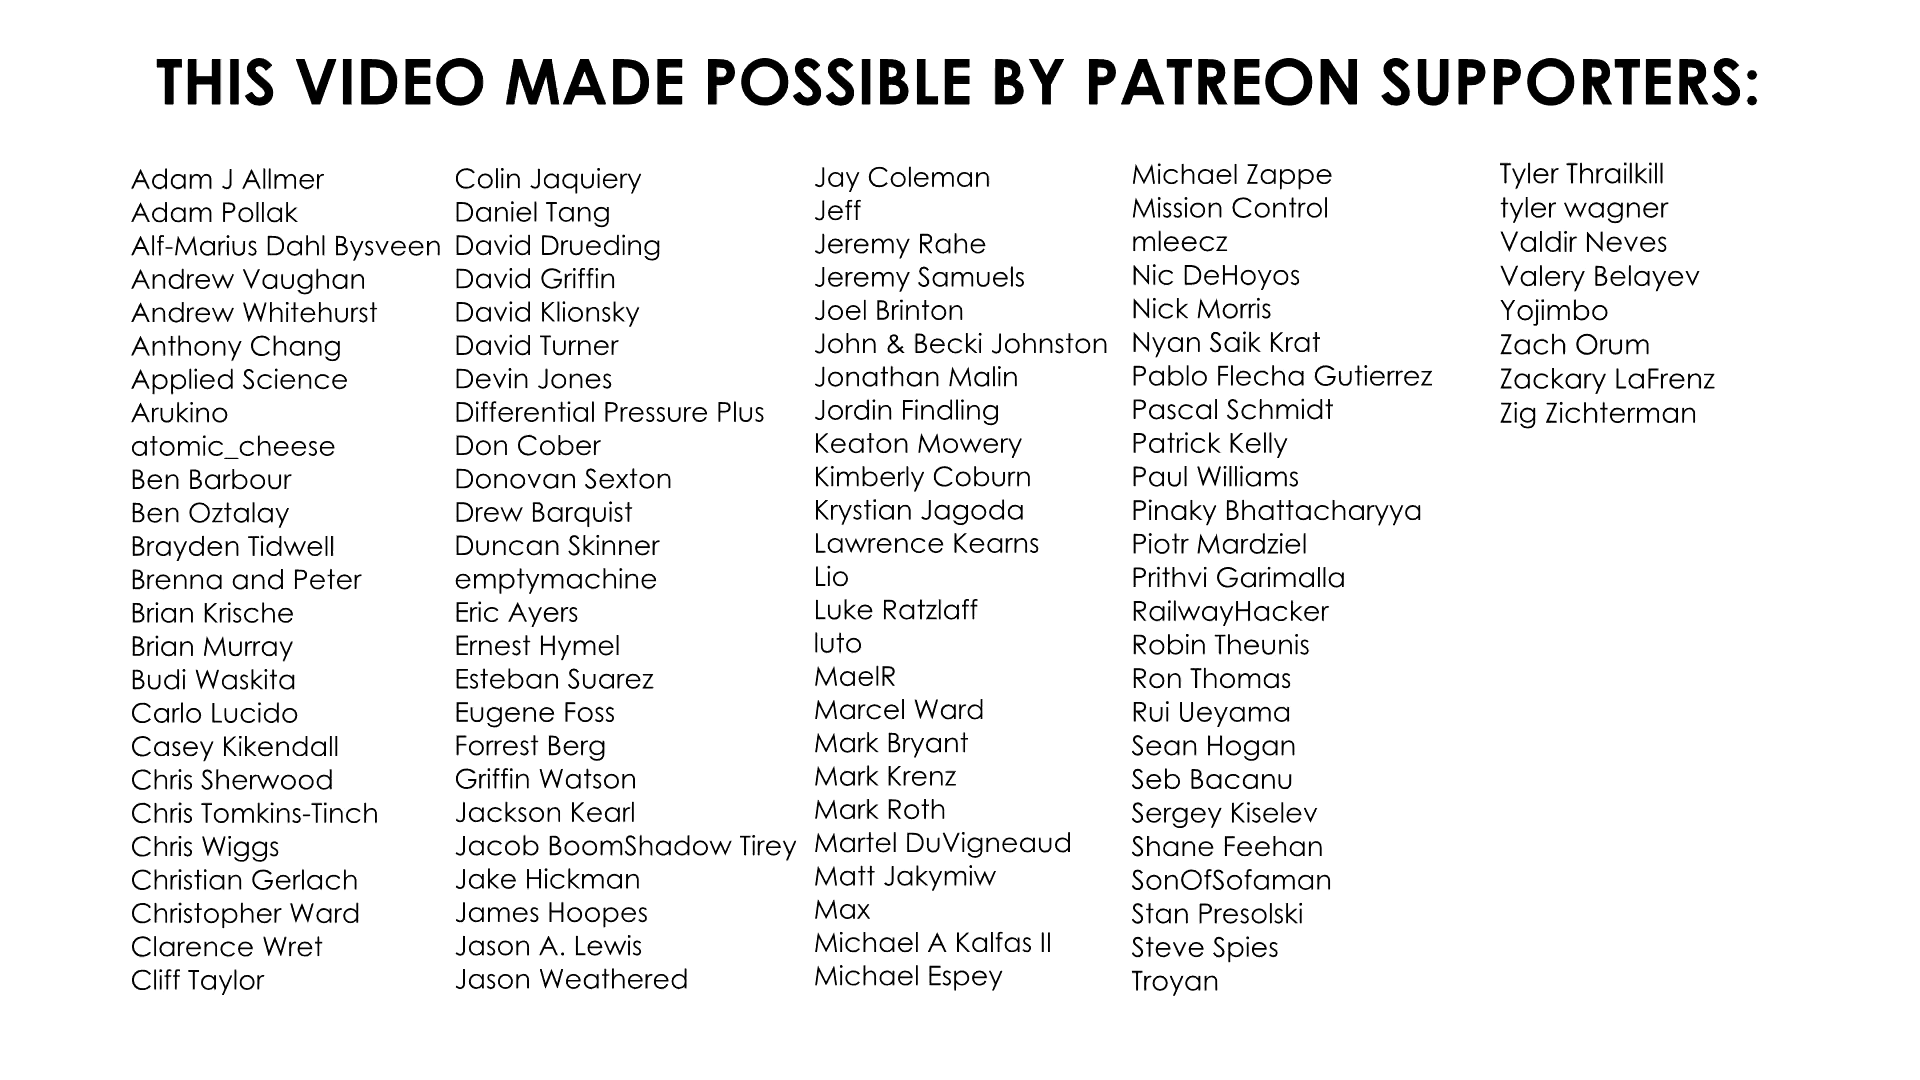 THIS VIDEO MADE POSSIBLE BY PATREON SUPPORTERS:
Adam J Allmer
Adam Pollak
Alf-Marius Dahl Bysveen
Andrew Vaughan
Andrew Whitehurst
Anthony Chang
Applied Science
Arukino
atomic_cheese
Ben Barbour
Ben Oztalay
Brayden Tidwell
Brenna and Peter
Brian Krische
Brian Murray
Budi Waskita
Carlo Lucido
Casey Kikendall
Chris Sherwood
Chris Tomkins-Tinch
Chris Wiggs
Christian Gerlach
Christopher Ward
Clarence Wret
Cliff Taylor
Colin Jaquiery
Daniel Tang
David Drueding
David Griffin
David Klionsky
David Turner
Devin Jones
Differential Pressure Plus
Don Cober
Donovan Sexton
Drew Barquist
Duncan Skinner
emptymachine
Eric Ayers
Ernest Hymel
Esteban Suarez
Eugene Foss
Forrest Berg
Griffin Watson
Jackson Kearl
Jacob BoomShadow Tirey
Jake Hickman
James Hoopes
Jason A. Lewis
Jason Weathered
Jay Coleman
Jeff
Jeremy Rahe
Jeremy Samuels
Joel Brinton
John & Becki Johnston
Jonathan Malin
Jordin Findling
Keaton Mowery
Kimberly Coburn
Krystian Jagoda
Lawrence Kearns
Lio
Luke Ratzlaff
luto
MaelR
Marcel Ward
Mark Bryant
Mark Krenz
Mark Roth
Martel DuVigneaud
Matt Jakymiw
Max
Michael A Kalfas II
Michael Espey
Michael Zappe
Mission Control
mleecz
Nic DeHoyos
Nick Morris
Nyan Saik Krat
Pablo Flecha Gutierrez
Pascal Schmidt
Patrick Kelly
Paul Williams
Pinaky Bhattacharyya
Piotr Mardziel
Prithvi Garimalla
RailwayHacker
Robin Theunis
Ron Thomas
Rui Ueyama
Sean Hogan
Seb Bacanu
Sergey Kiselev
Shane Feehan
SonOfSofaman
Stan Presolski
Steve Spies
Troyan
Tyler Thrailkill
tyler wagner
Valdir Neves
Valery Belayev
Yojimbo
Zach Orum
Zackary LaFrenz
Zig Zichterman